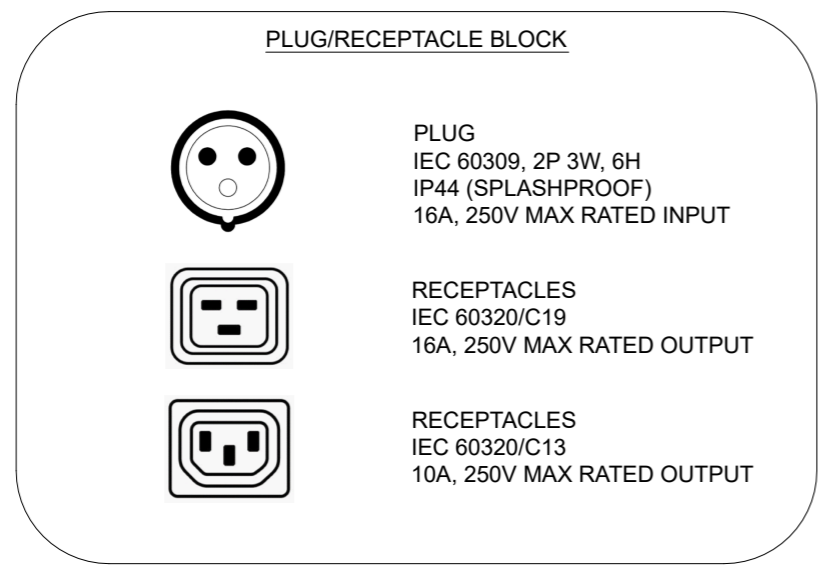 PLUG/RECEPTACLE BLOCK
PLUG
IEC 60309, 2P 3W, 6H
IP44 (SPLASHPROOF)
16A, 250V MAX RATED INPUT
RECEPTACLES
IEC 60320/C19
16A, 250V MAX RATED OUTPUT
RECEPTACLES
IEC 60320/C13
10A, 250V MAX RATED OUTPUT